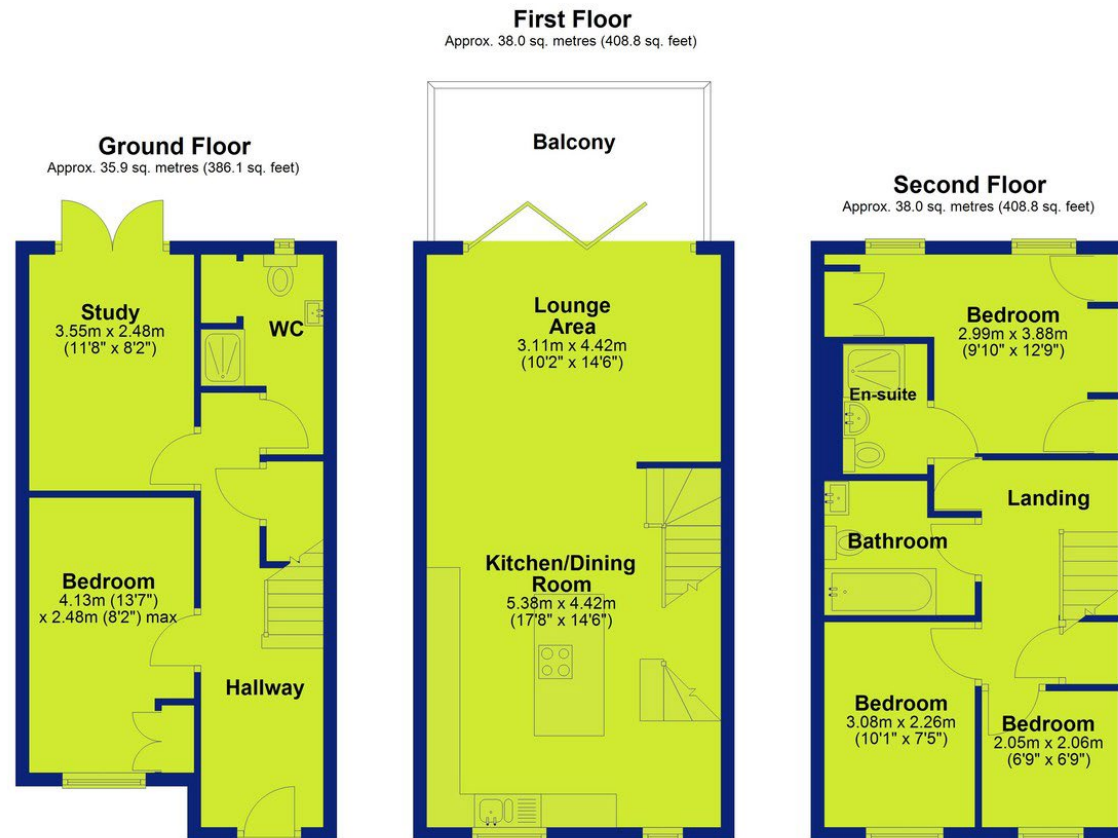 First Floor
Approx. 38.0 sq. metres (408.8 sq. feet)
Balcony
Lounge
Area
3.11m x 4.42m
(10'2" x 14'6")
Kitchen/Dining
Room
5.38m x 4.42m
(17'8" x 14'6")
Ground Floor
Approx. 35.9 sq. metres (386.1 sq. feet)
Study
3.55m x 2.48m
(11'8" x 8'2")
WC
Bedroom
4.13m (13'7")
x 2.48m (8'2") max
Hallway
Second Floor
Approx. 38.0 sq. metres (408.8 sq. feet)
Bedroom
2.99m x 3.88m
(9'10" x 12'9")
En-suite
Landing
Bathroom
Bedroom
3.08m x 2.26m
(10'1" x 7'5")
Bedroom
2.05m x 2.06m
(6'9" x 6'9")